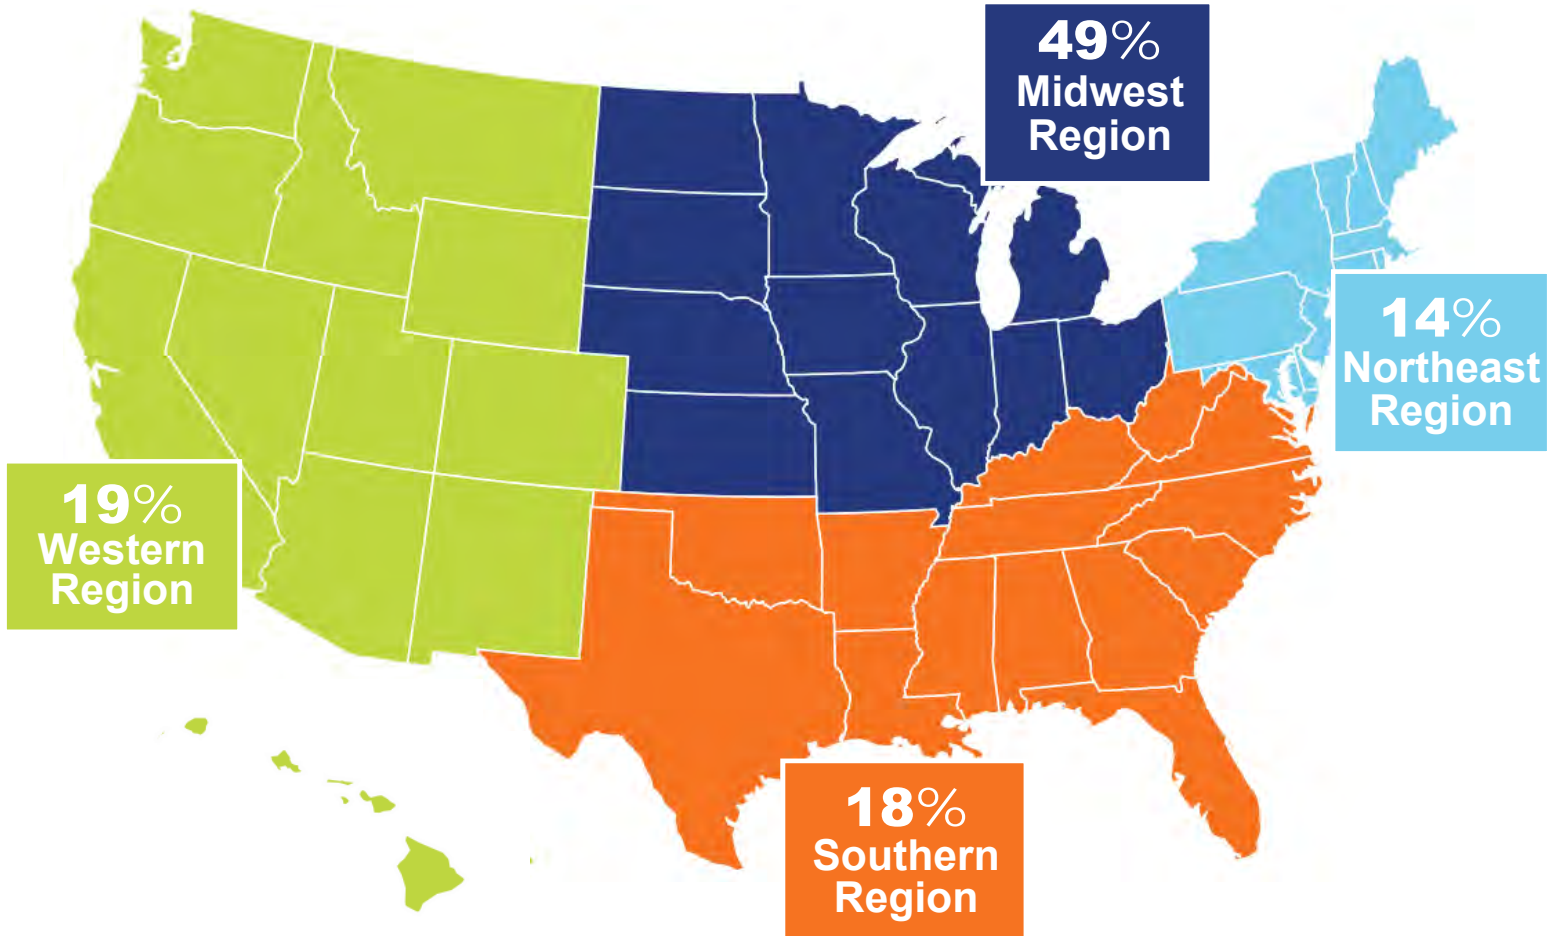 49%
Midwest
Region
14%
Northeast
Region
19%
Western
Region
18%
Southern
Region